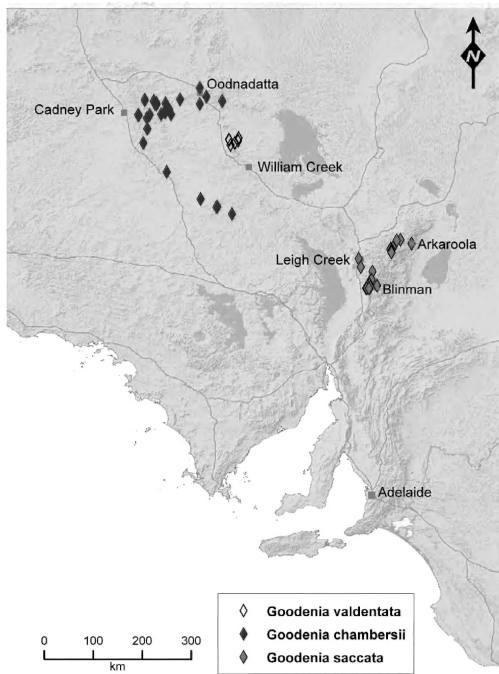 N
Oodnadatta
Cadney Park
William Creek
Arkaroola
Leigh Creek
Blinman
Adelaide
Goodenia valdentata
Goodenia chambersii
Goodenia saccata
0 100 200 300
km